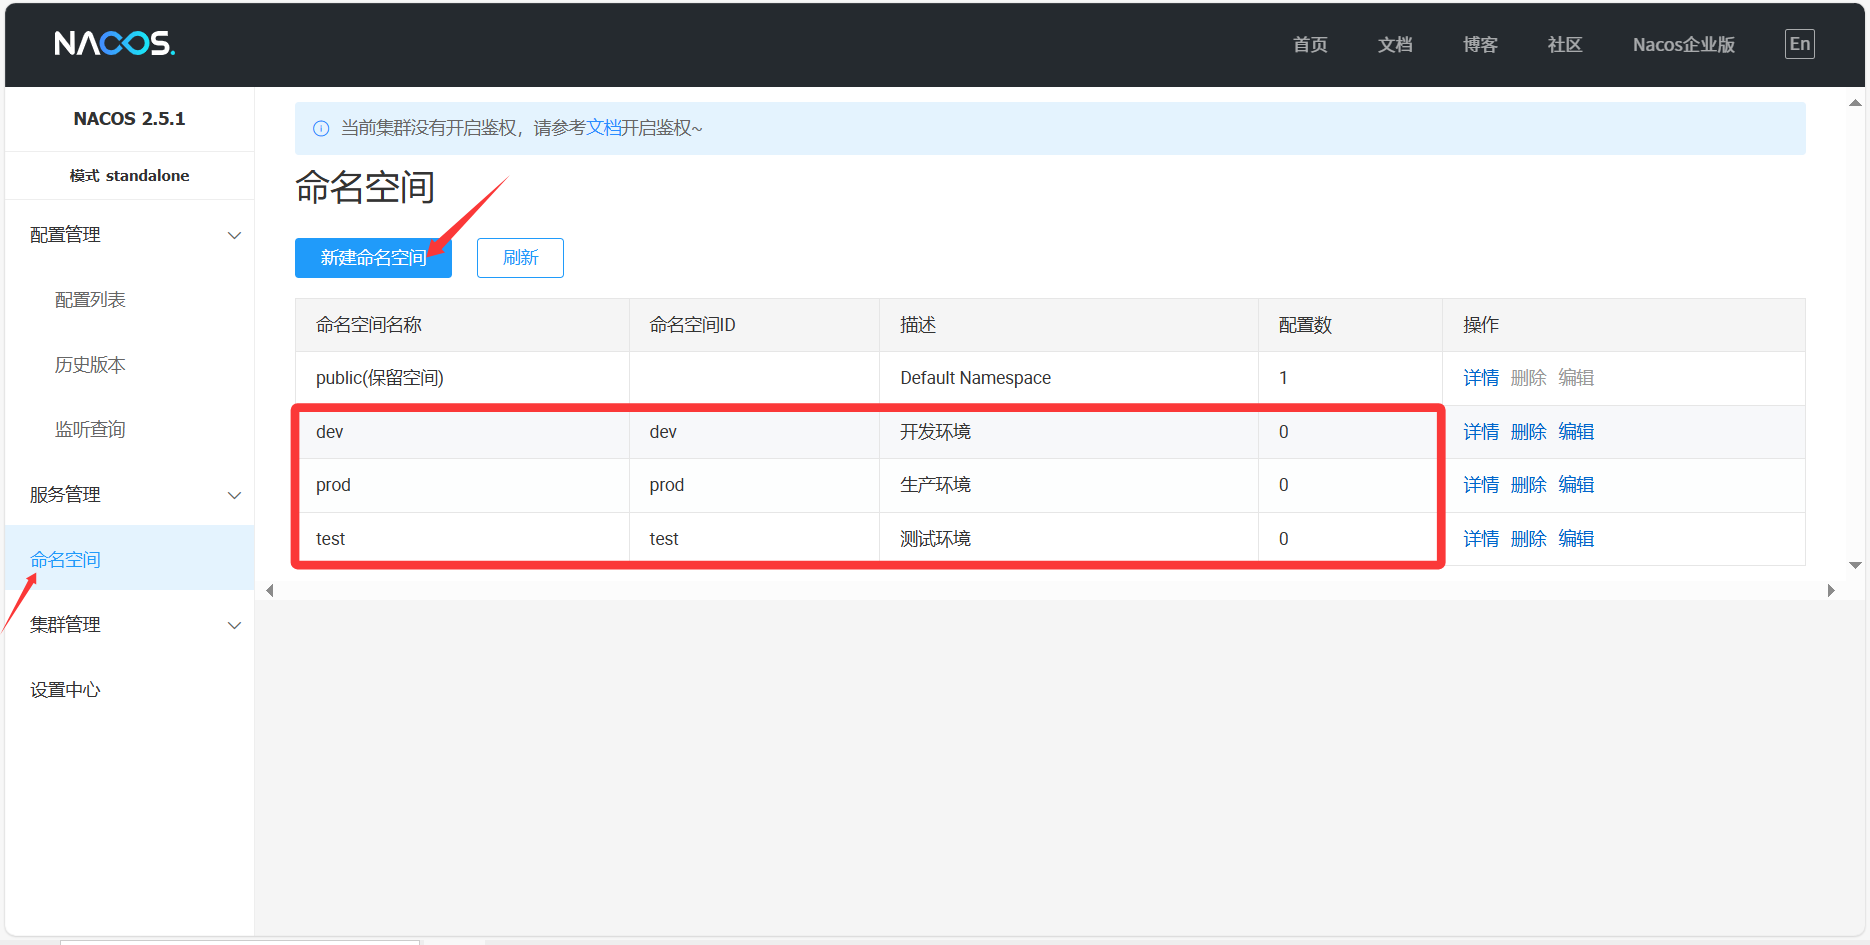 NACOS.
首页 文档 博客 社区 Nacos企业版 En
NACOS 2.5.1
模式 standalone
配置管理
配置列表
历史版本
监听查询
服务管理
命名空间
集群管理
设置中心
当前集群没有开启鉴权，请参考文档开启鉴权~
命名空间
新建命名空间 刷新
命名空间名称 命名空间ID 描述 配置数 操作
public(保留空间) Default Namespace 1 详情 删除 编辑
dev dev 开发环境 0 详情 删除 编辑
prod prod 生产环境 0 详情 删除 编辑
test test 测试环境 0 详情 删除 编辑